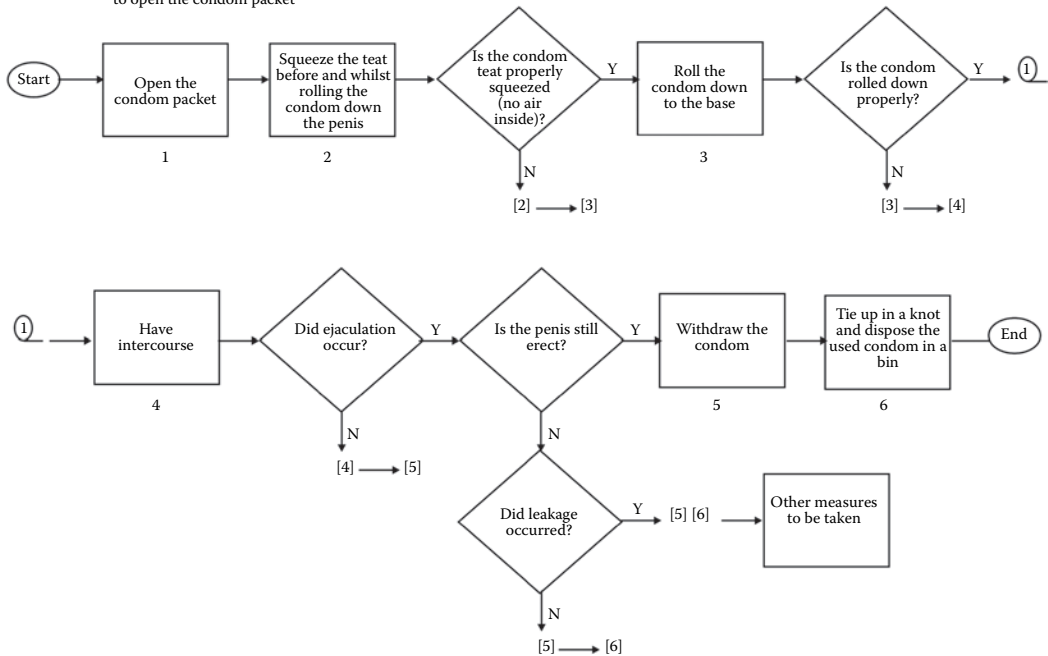 to open the condom packet
Start
Open the
condom packet
1
Squeeze the teat
before and whilst
rolling the
condom down
the penis
2
Is the condom
teat properly
squeezed
(no air
inside)?
Y
N
[2] [3]
Roll the
condom down
to the base
3
Is the condom
rolled down
properly?
Y
1
N
[3] [4]
1
Have
intercourse
4
Did ejaculation
occur?
Y
N
[4] [5]
Is the penis still
erect?
Y
N
Withdraw the
condom
5
Tie up in a knot
and dispose the
used condom in a
bin
6
End
Did leakage
occurred?
Y
[5] [6]
Other measures
to be taken
N
[5] [6]